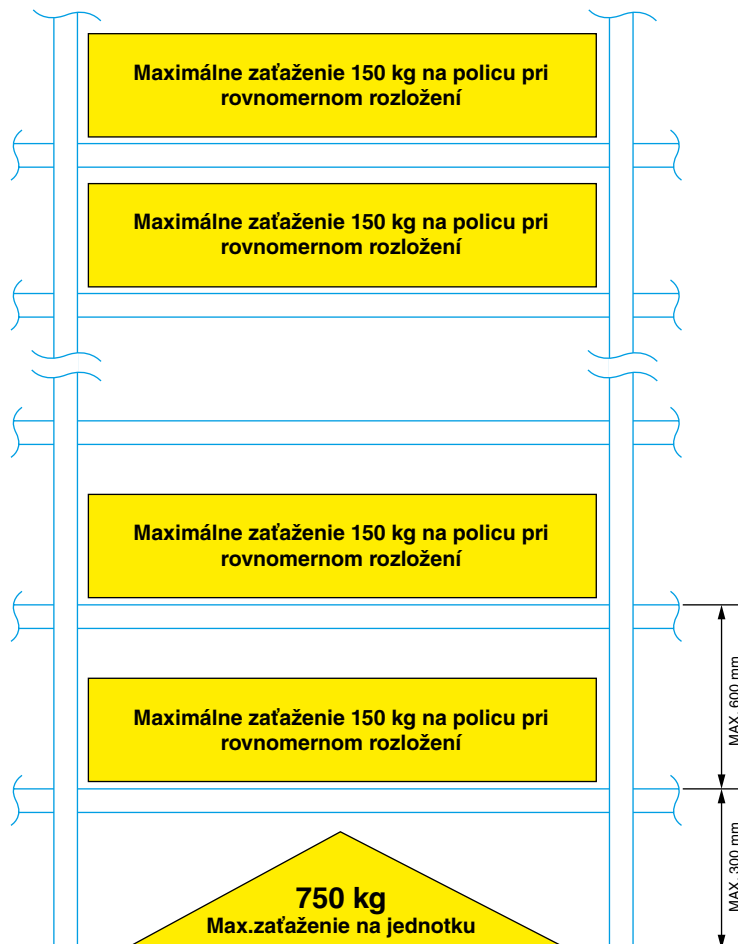 Maximálne zaťaženie 150 kg na policu pri
rovnomernom rozložení
Maximálne zaťaženie 150 kg na policu pri
rovnomernom rozložení
Maximálne zaťaženie 150 kg na policu pri
rovnomernom rozložení
MAX. 600 mm
Maximálne zaťaženie 150 kg na policu pri
rovnomernom rozložení
MAX. 300 mm
750 kg
Max.zaťaženie na jednotku